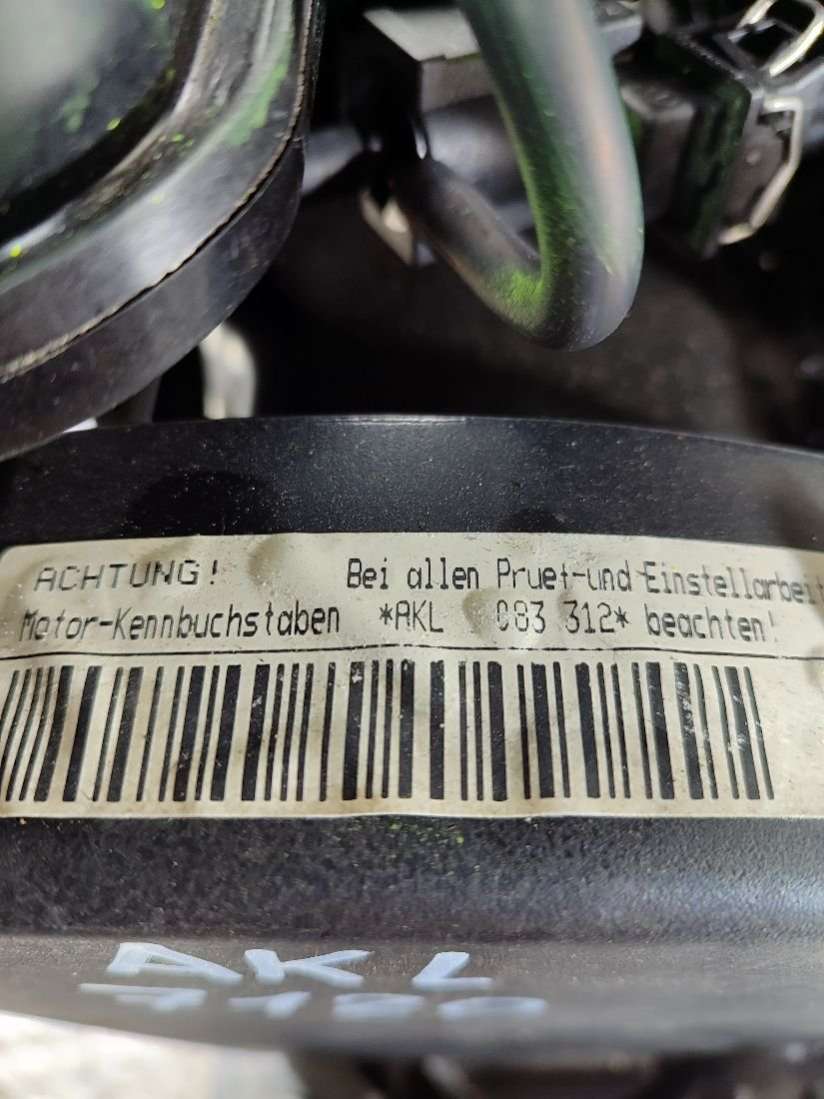 ACHTUNG! Bei allen Pruef-und Einstellarbeit
Motor-Kennbuchstaben *AKL 083 312* beachten!
AKL